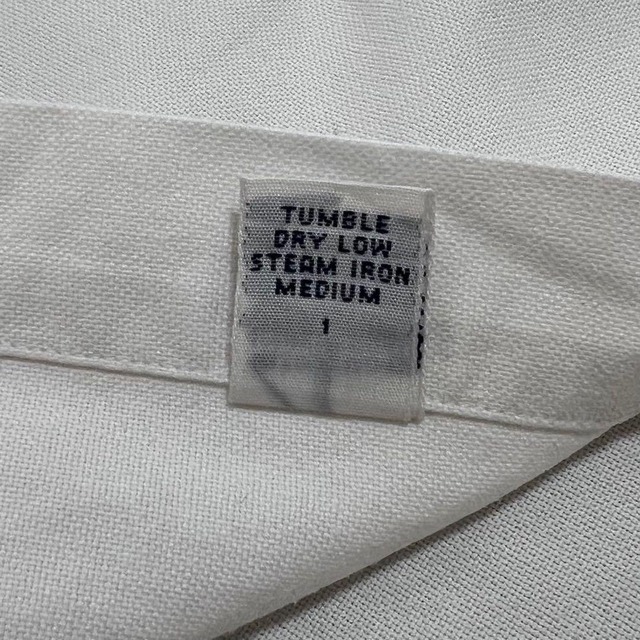 TUMBLE
DRY LOW
STEAM IRON
MEDIUM
1